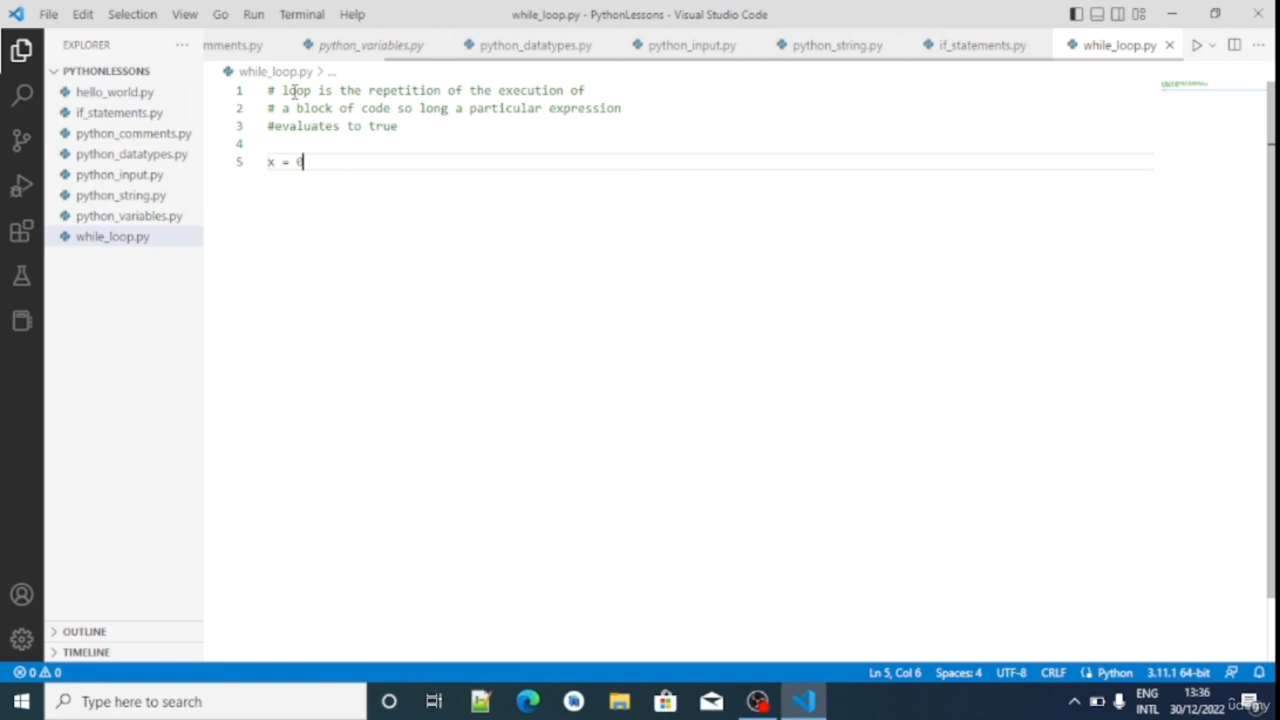 File Edit Selection View Go Run Terminal Help while_loop.py - PythonLessons - Visual Studio Code
EXPLORER mments.py python_variables.py python_datatypes.py python_input.py python_string.py if_statements.py while_loop.py
PYTHONLESSONS
hello_world.py
if_statements.py
python_comments.py
python_datatypes.py
python_input.py
python_string.py
python_variables.py
while_loop.py
while_loop.py > ...
1 # loop is the repetition of the execution of
2 # a block of code so long a particular expression
3 #evaluates to true
4
5 x = 0
OUTLINE
TIMELINE
0 0 Ln 5, Col 6 Spaces: 4 UTF-8 CRLF Python 3.11.1 64-bit
Type here to search
ENG
INTL
13:36
30/12/2022
udemy